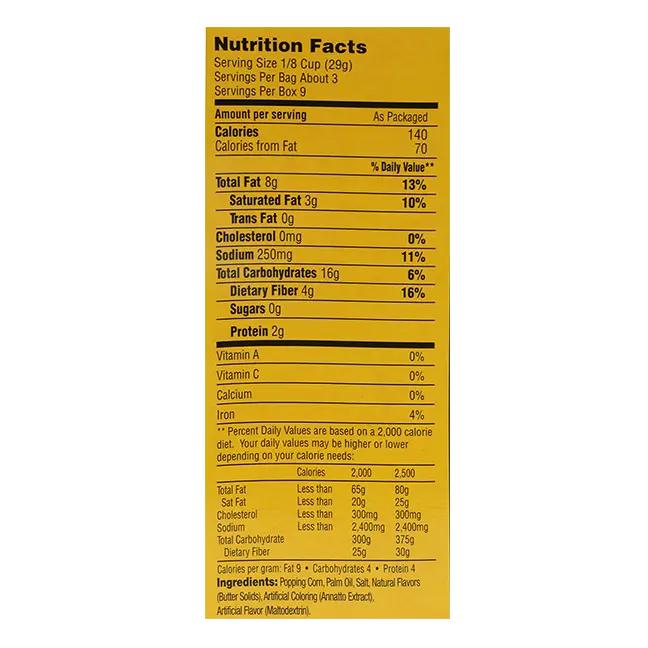 Nutrition Facts
Serving Size 1/8 Cup (29g)
Servings Per Bag About 3
Servings Per Box 9
Amount per serving As Packaged
Calories 140
Calories from Fat 70
% Daily Value**
Total Fat 8g 13%
Saturated Fat 3g 10%
Trans Fat 0g
Cholesterol 0mg 0%
Sodium 250mg 11%
Total Carbohydrates 16g 6%
Dietary Fiber 4g 16%
Sugars 0g
Protein 2g
Vitamin A 0%
Vitamin C 0%
Calcium 0%
Iron 4%
** Percent Daily Values are based on a 2,000 calorie
diet. Your daily values may be higher or lower
depending on your calorie needs:
Calories 2,000 2,500
Total Fat Less than 65g 80g
Sat Fat Less than 20g 25g
Cholesterol Less than 300mg 300mg
Sodium Less than 2,400mg 2,400mg
Total Carbohydrate 300g 375g
Dietary Fiber 25g 30g
Calories per gram: Fat 9 • Carbohydrates 4 • Protein 4
Ingredients: Popping Corn, Palm Oil, Salt, Natural Flavors
(Butter Solids), Artificial Coloring (Annatto Extract),
Artificial Flavor (Maltodextrin).